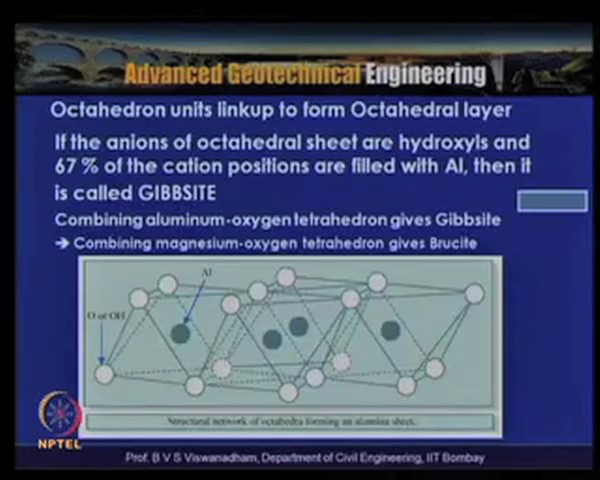 Advanced Geotechnical Engineering
Octahedron units linkup to form Octahedral layer
If the anions of octahedral sheet are hydroxyls and
67 % of the cation positions are filled with Al, then it
is called GIBBSITE
Combining aluminum-oxygen tetrahedron gives Gibbsite
➔ Combining magnesium-oxygen tetrahedron gives Brucite
Al
O or OH
Structural network of octahedra forming an alumina sheet.
NPTEL
Prof. B V S Viswanadham, Department of Civil Engineering, IIT Bombay